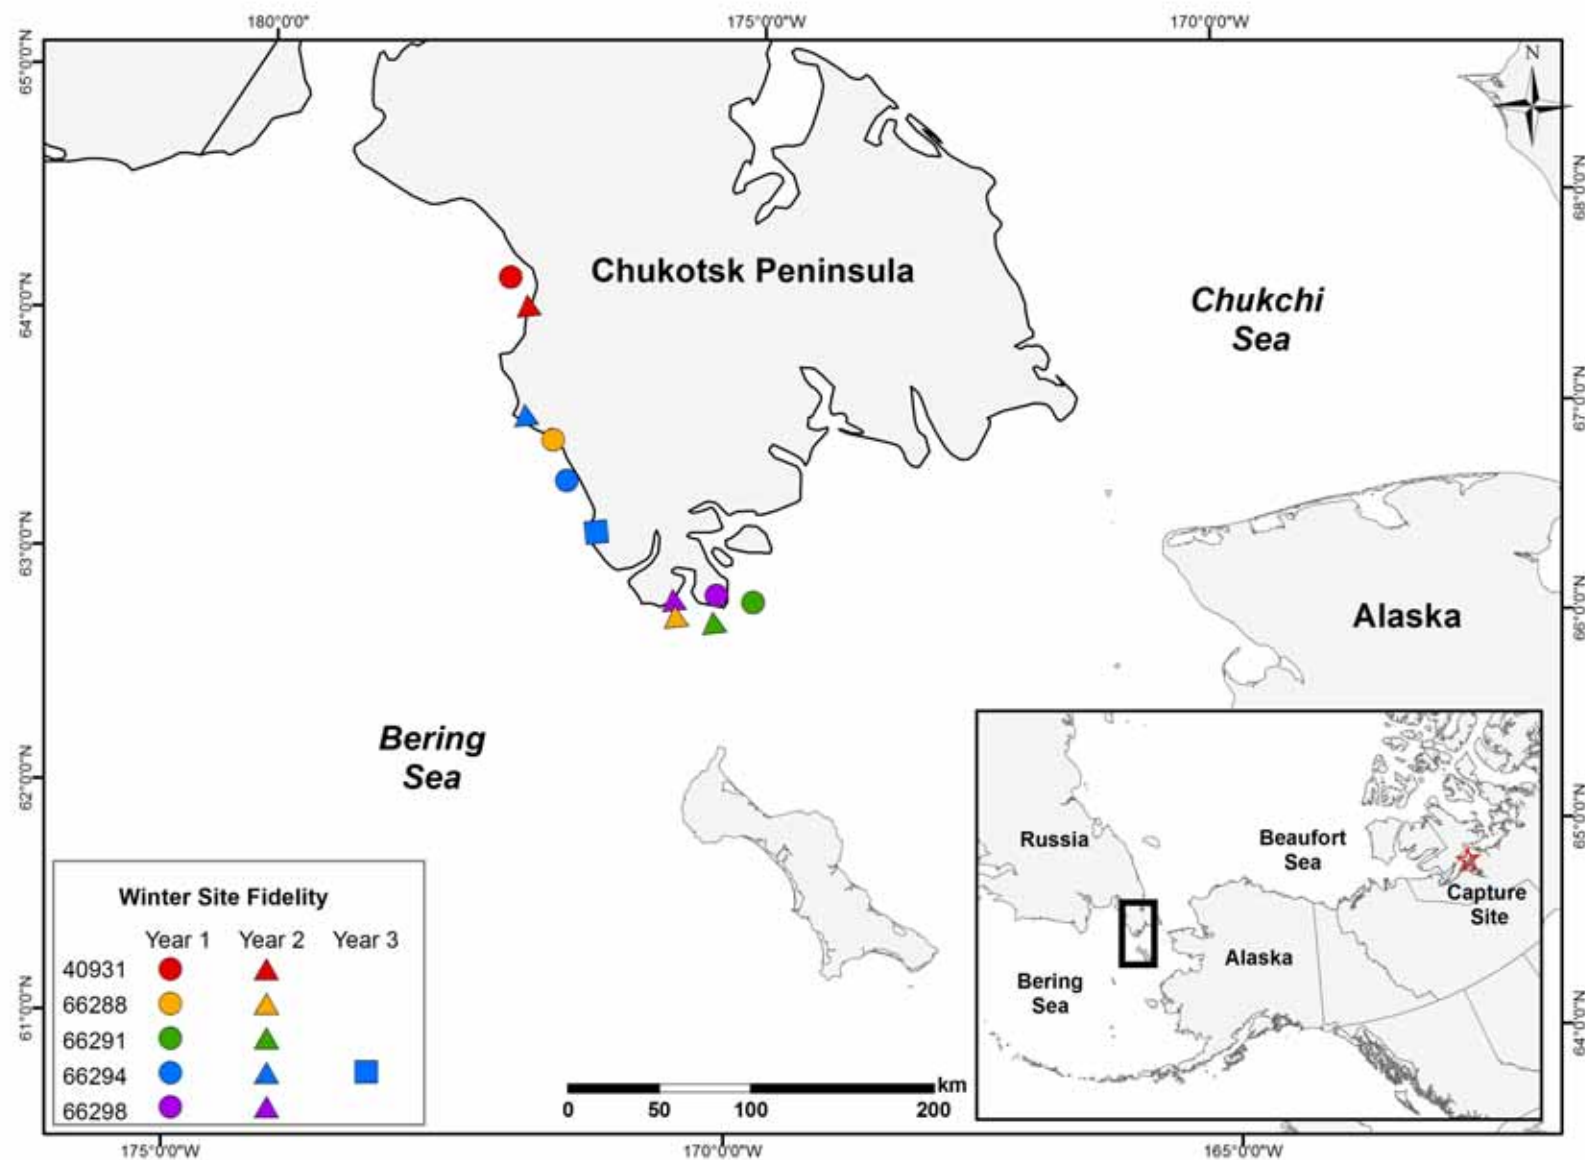 180°0'0"
175°0'0"W
170°0'0"W
N
65°0'0"N
68°0'0"N
Chukotsk Peninsula
Chukchi
Sea
64°0'0"N
67°0'0"N
63°0'0"N
66°0'0"N
Alaska
Bering
Sea
62°0'0"N
65°0'0"N
Russia
Beaufort
Sea
Capture
Site
Alaska
Bering
Sea
Winter Site Fidelity
Year 1 Year 2 Year 3
40931
66288
66291
66294
66298
61°0'0"N
64°0'0"N
km
0 50 100 200
175°0'0"W
170°0'0"W
165°0'0"W